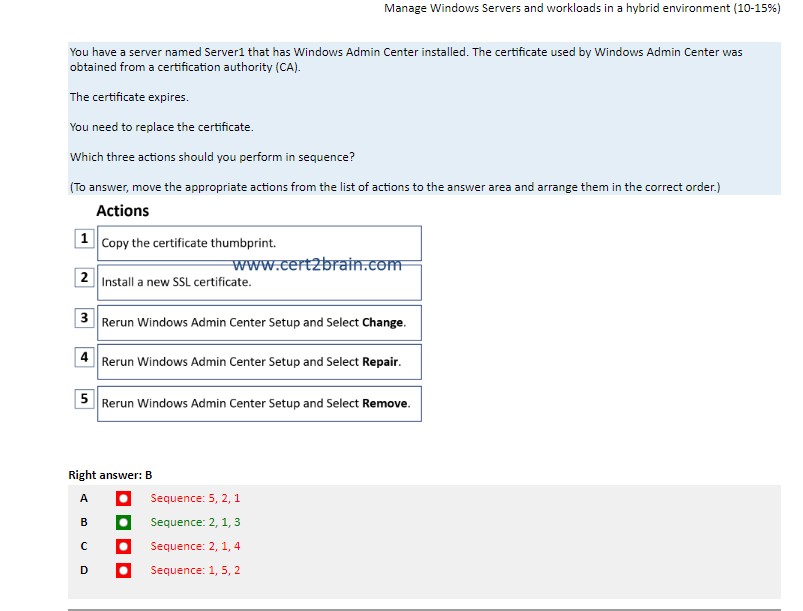 Manage Windows Servers and workloads in a hybrid environment (10-15%)
You have a server named Server1 that has Windows Admin Center installed. The certificate used by Windows Admin Center was
obtained from a certification authority (CA).
The certificate expires.
You need to replace the certificate.
Which three actions should you perform in sequence?
(To answer, move the appropriate actions from the list of actions to the answer area and arrange them in the correct order.)
Actions
1 Copy the certificate thumbprint.
www.cert2brain.com
2 Install a new SSL certificate.
3 Rerun Windows Admin Center Setup and Select Change.
4 Rerun Windows Admin Center Setup and Select Repair.
5 Rerun Windows Admin Center Setup and Select Remove.
Right answer: B
A Sequence: 5, 2, 1
B Sequence: 2, 1, 3
C Sequence: 2, 1, 4
D Sequence: 1, 5, 2